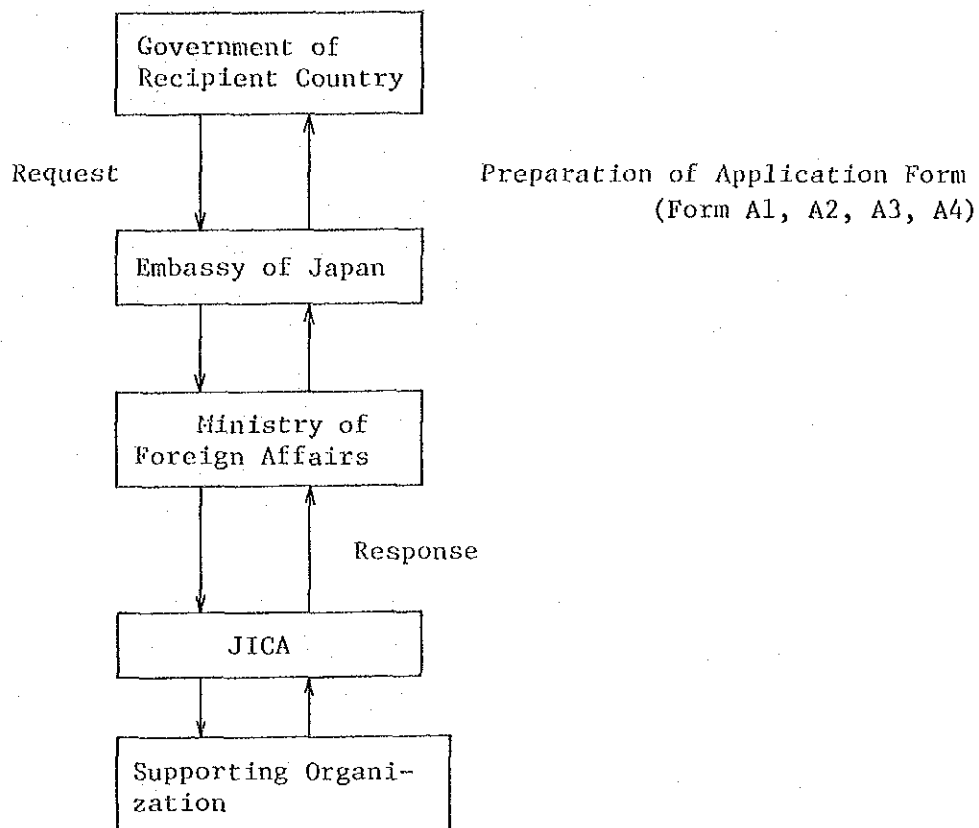 Government of
Recipient Country
Request
Preparation of Application Form
(Form A1, A2, A3, A4)
Embassy of Japan
Ministry of
Foreign Affairs
Response
JICA
Supporting Organi-
zation